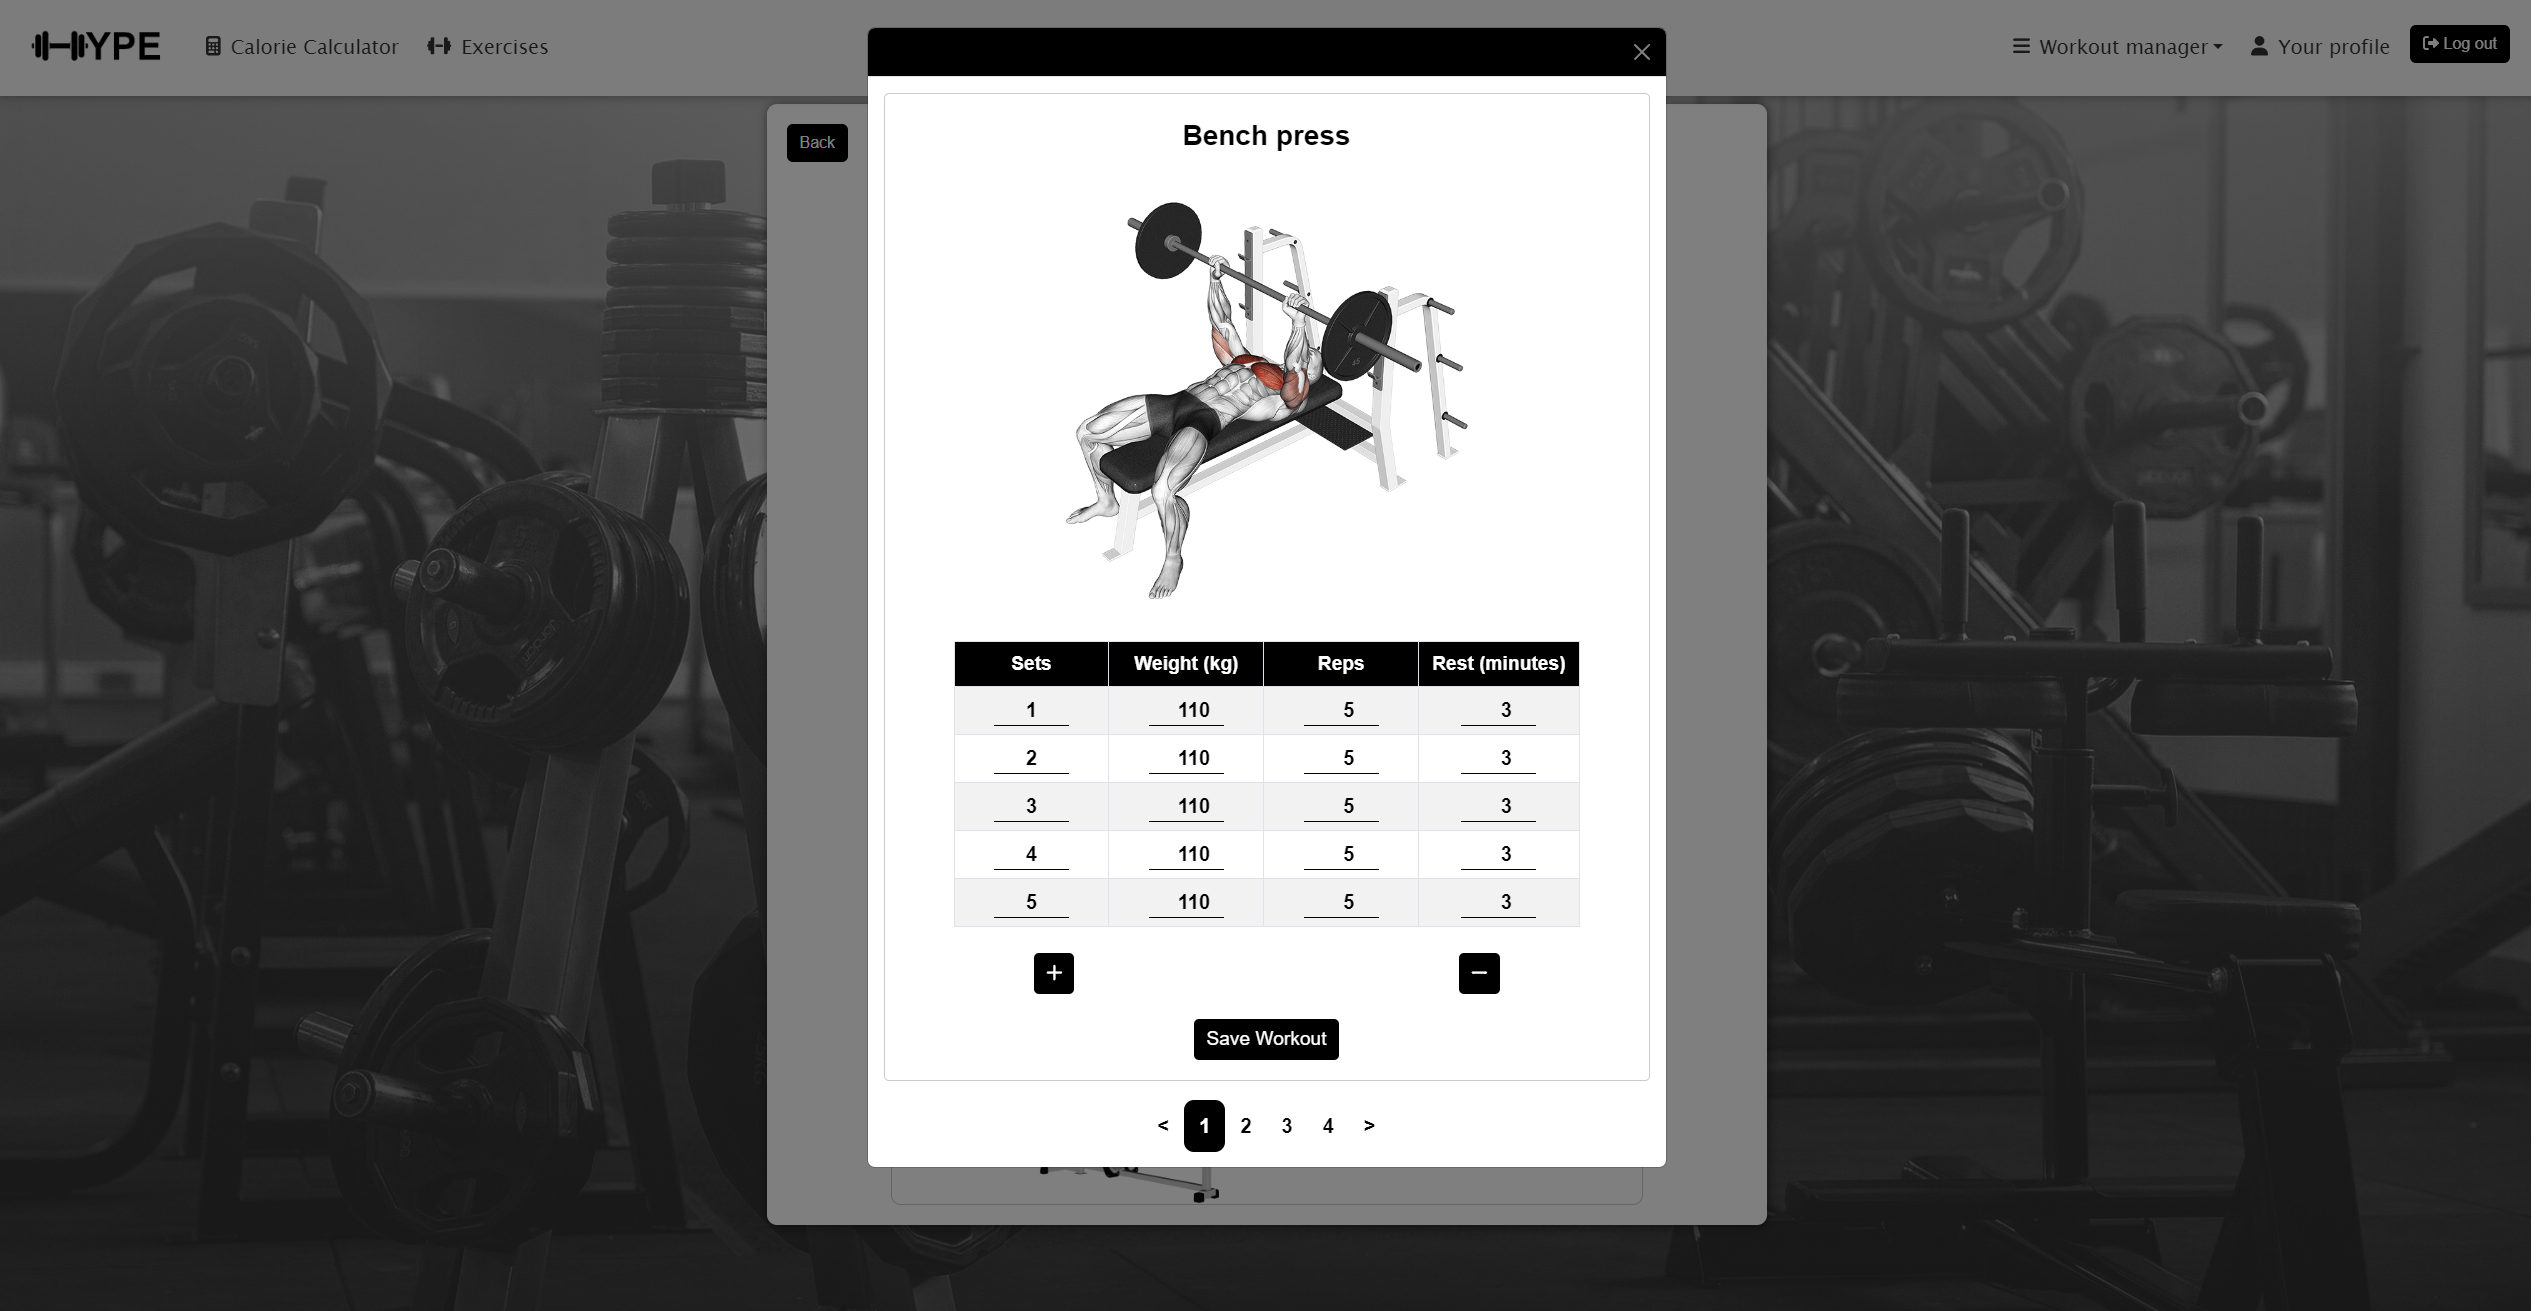 HYPE
Calorie Calculator
Exercises
Workout manager
Your profile
Log out
Back
Bench press
Sets Weight (kg) Reps Rest (minutes)
1 110 5 3
2 110 5 3
3 110 5 3
4 110 5 3
5 110 5 3
+ −
Save Workout
< 1 2 3 4 >